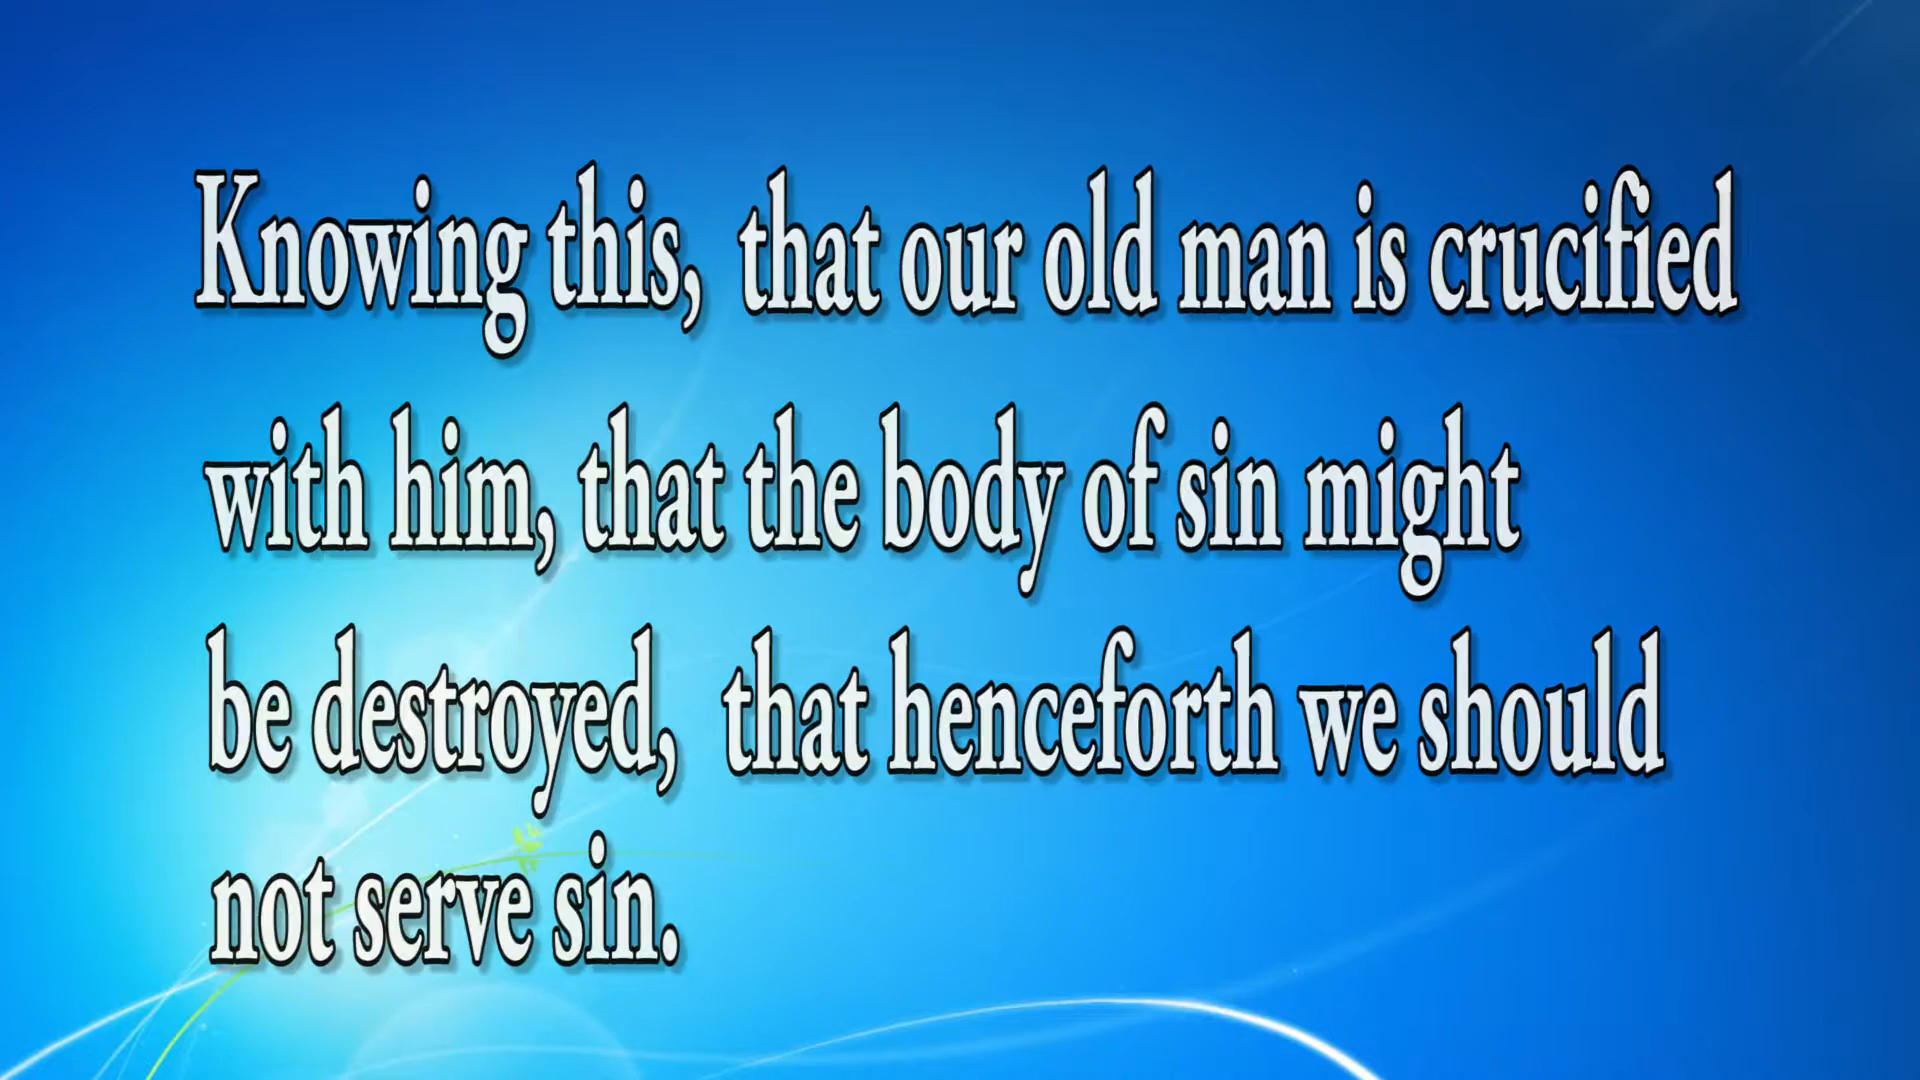 Knowing this, that our old man is crucified
with him, that the body of sin might
be destroyed, that henceforth we should
not serve sin.